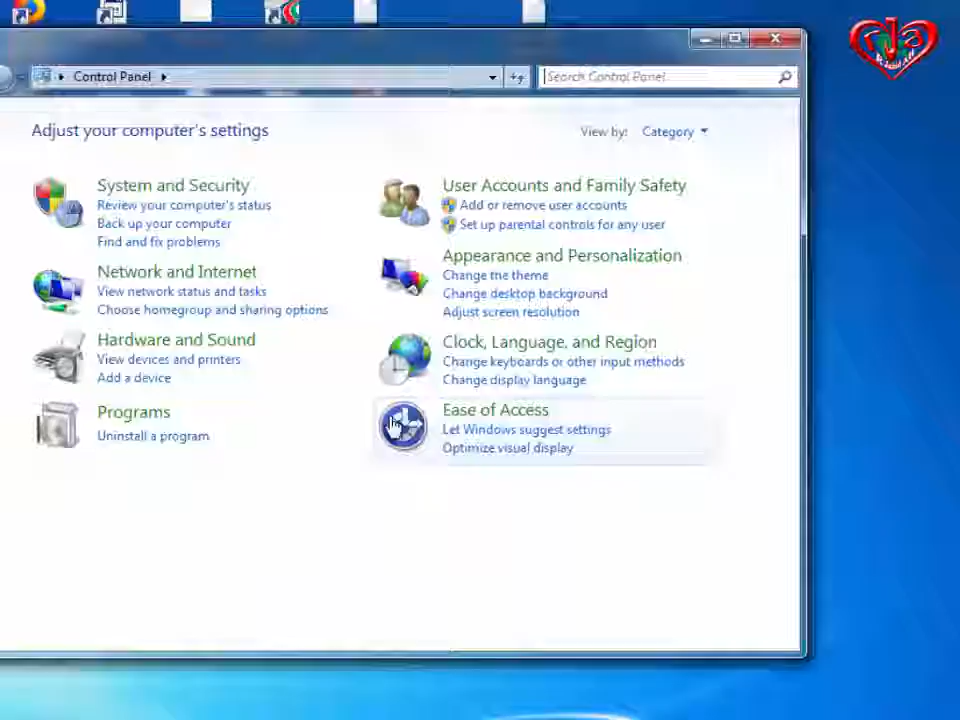 Control Panel
Search Control Panel
Adjust your computer's settings
View by: Category
System and Security
Review your computer's status
Back up your computer
Find and fix problems
Network and Internet
View network status and tasks
Choose homegroup and sharing options
Hardware and Sound
View devices and printers
Add a device
Programs
Uninstall a program
User Accounts and Family Safety
Add or remove user accounts
Set up parental controls for any user
Appearance and Personalization
Change the theme
Change desktop background
Adjust screen resolution
Clock, Language, and Region
Change keyboards or other input methods
Change display language
Ease of Access
Let Windows suggest settings
Optimize visual display